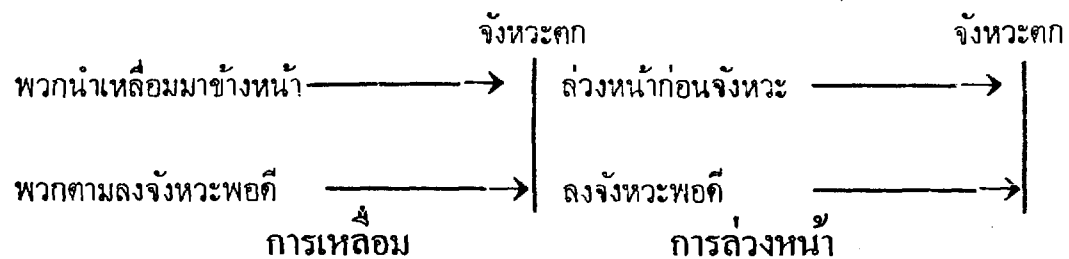 จังหวะตก จังหวะตก
พวกนำเหลื่อมมาข้างหน้า ล่วงหน้าก่อนจังหวะ
พวกตามลงจังหวะพอดี ลงจังหวะพอดี
การเหลื่อม การล่วงหน้า